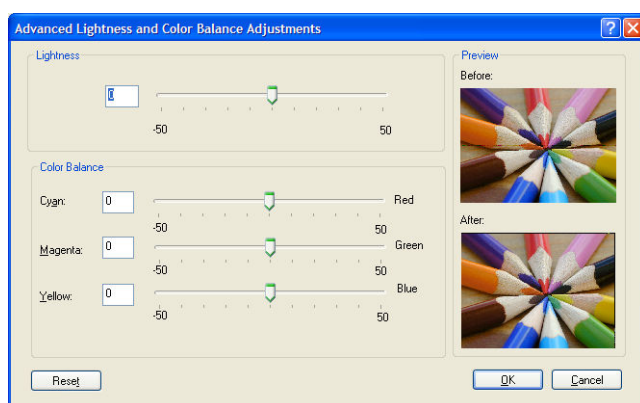 Advanced Lightness and Color Balance Adjustments
Lightness
0
-50 50
Color Balance
Cyan: 0 Red
-50 50
Magenta: 0 Green
-50 50
Yellow: 0 Blue
-50 50
Preview
Before:
After:
Reset
OK
Cancel